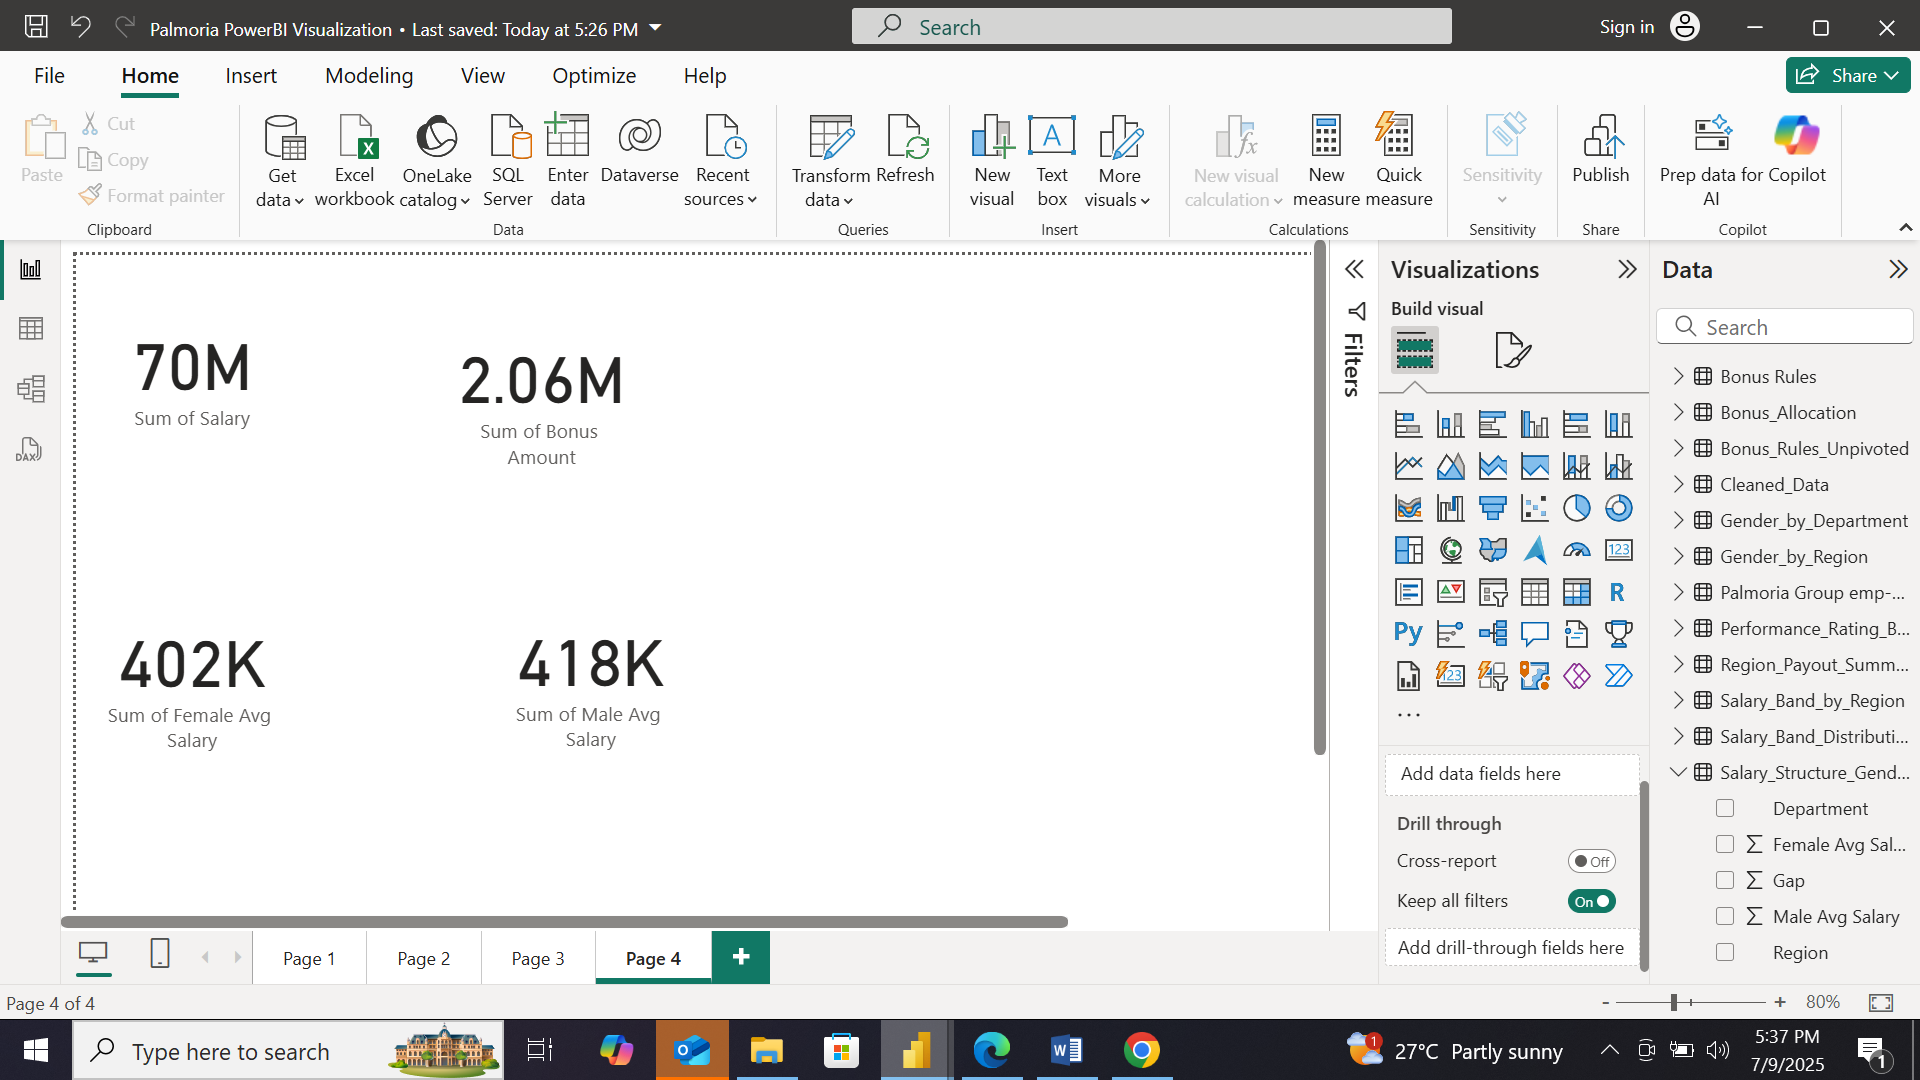 Palmoria PowerBI Visualization • Last saved: Today at 5:26 PM
Search
Sign in
File
Home
Insert
Modeling
View
Optimize
Help
Share
Paste
Cut
Copy
Format painter
Clipboard
Get data
Excel workbook
OneLake catalog
SQL Server
Enter data
Dataverse
Recent sources
Data
Transform data
Refresh
Queries
New visual
Text box
More visuals
Insert
New visual calculation
New measure
Quick measure
Calculations
Sensitivity
Sensitivity
Publish
Share
Prep data for AI
Copilot
Copilot
70M
Sum of Salary
2.06M
Sum of Bonus
Amount
402K
Sum of Female Avg
Salary
418K
Sum of Male Avg
Salary
Filters
Visualizations
Build visual
Add data fields here
Drill through
Cross-report
Off
Keep all filters
On
Add drill-through fields here
Data
Search
Bonus Rules
Bonus_Allocation
Bonus_Rules_Unpivoted
Cleaned_Data
Gender_by_Department
Gender_by_Region
Palmoria Group emp-...
Performance_Rating_B...
Region_Payout_Summ...
Salary_Band_by_Region
Salary_Band_Distributi...
Salary_Structure_Gend...
Department
Female Avg Sal...
Gap
Male Avg Salary
Region
Page 1
Page 2
Page 3
Page 4
Page 4 of 4
80%
Type here to search
27°C Partly sunny
5:37 PM
7/9/2025
1